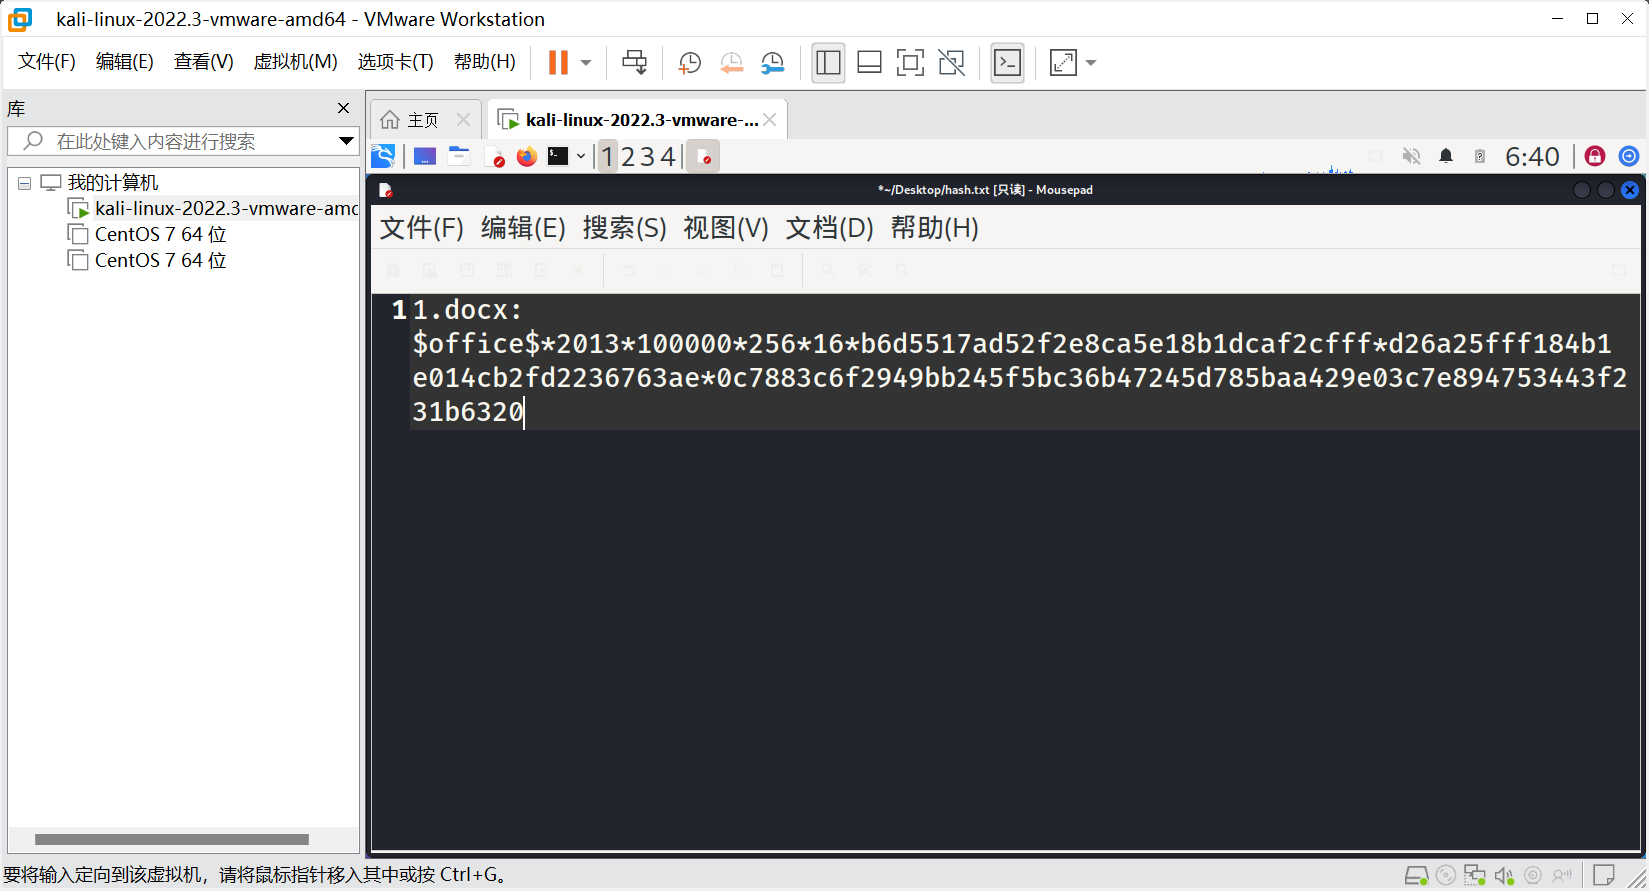 kali-linux-2022.3-vmware-amd64 - VMware Workstation
文件(F) 编辑(E) 查看(V) 虚拟机(M) 选项卡(T) 帮助(H)
库
在此处键入内容进行搜索
我的计算机
kali-linux-2022.3-vmware-amd
CentOS 7 64 位
CentOS 7 64 位
主页
kali-linux-2022.3-vmware-...
1 2 3 4
6:40
*~/Desktop/hash.txt [只读] - Mousepad
文件(F) 编辑(E) 搜索(S) 视图(V) 文档(D) 帮助(H)
1 1.docx:
$office$*2013*100000*256*16*b6d5517ad52f2e8ca5e18b1dcaf2cfff*d26a25fff184b1
e014cb2fd2236763ae*0c7883c6f2949bb245f5bc36b47245d785baa429e03c7e894753443f2
31b6320
要将输入定向到该虚拟机，请将鼠标指针移入其中或按 Ctrl+G。